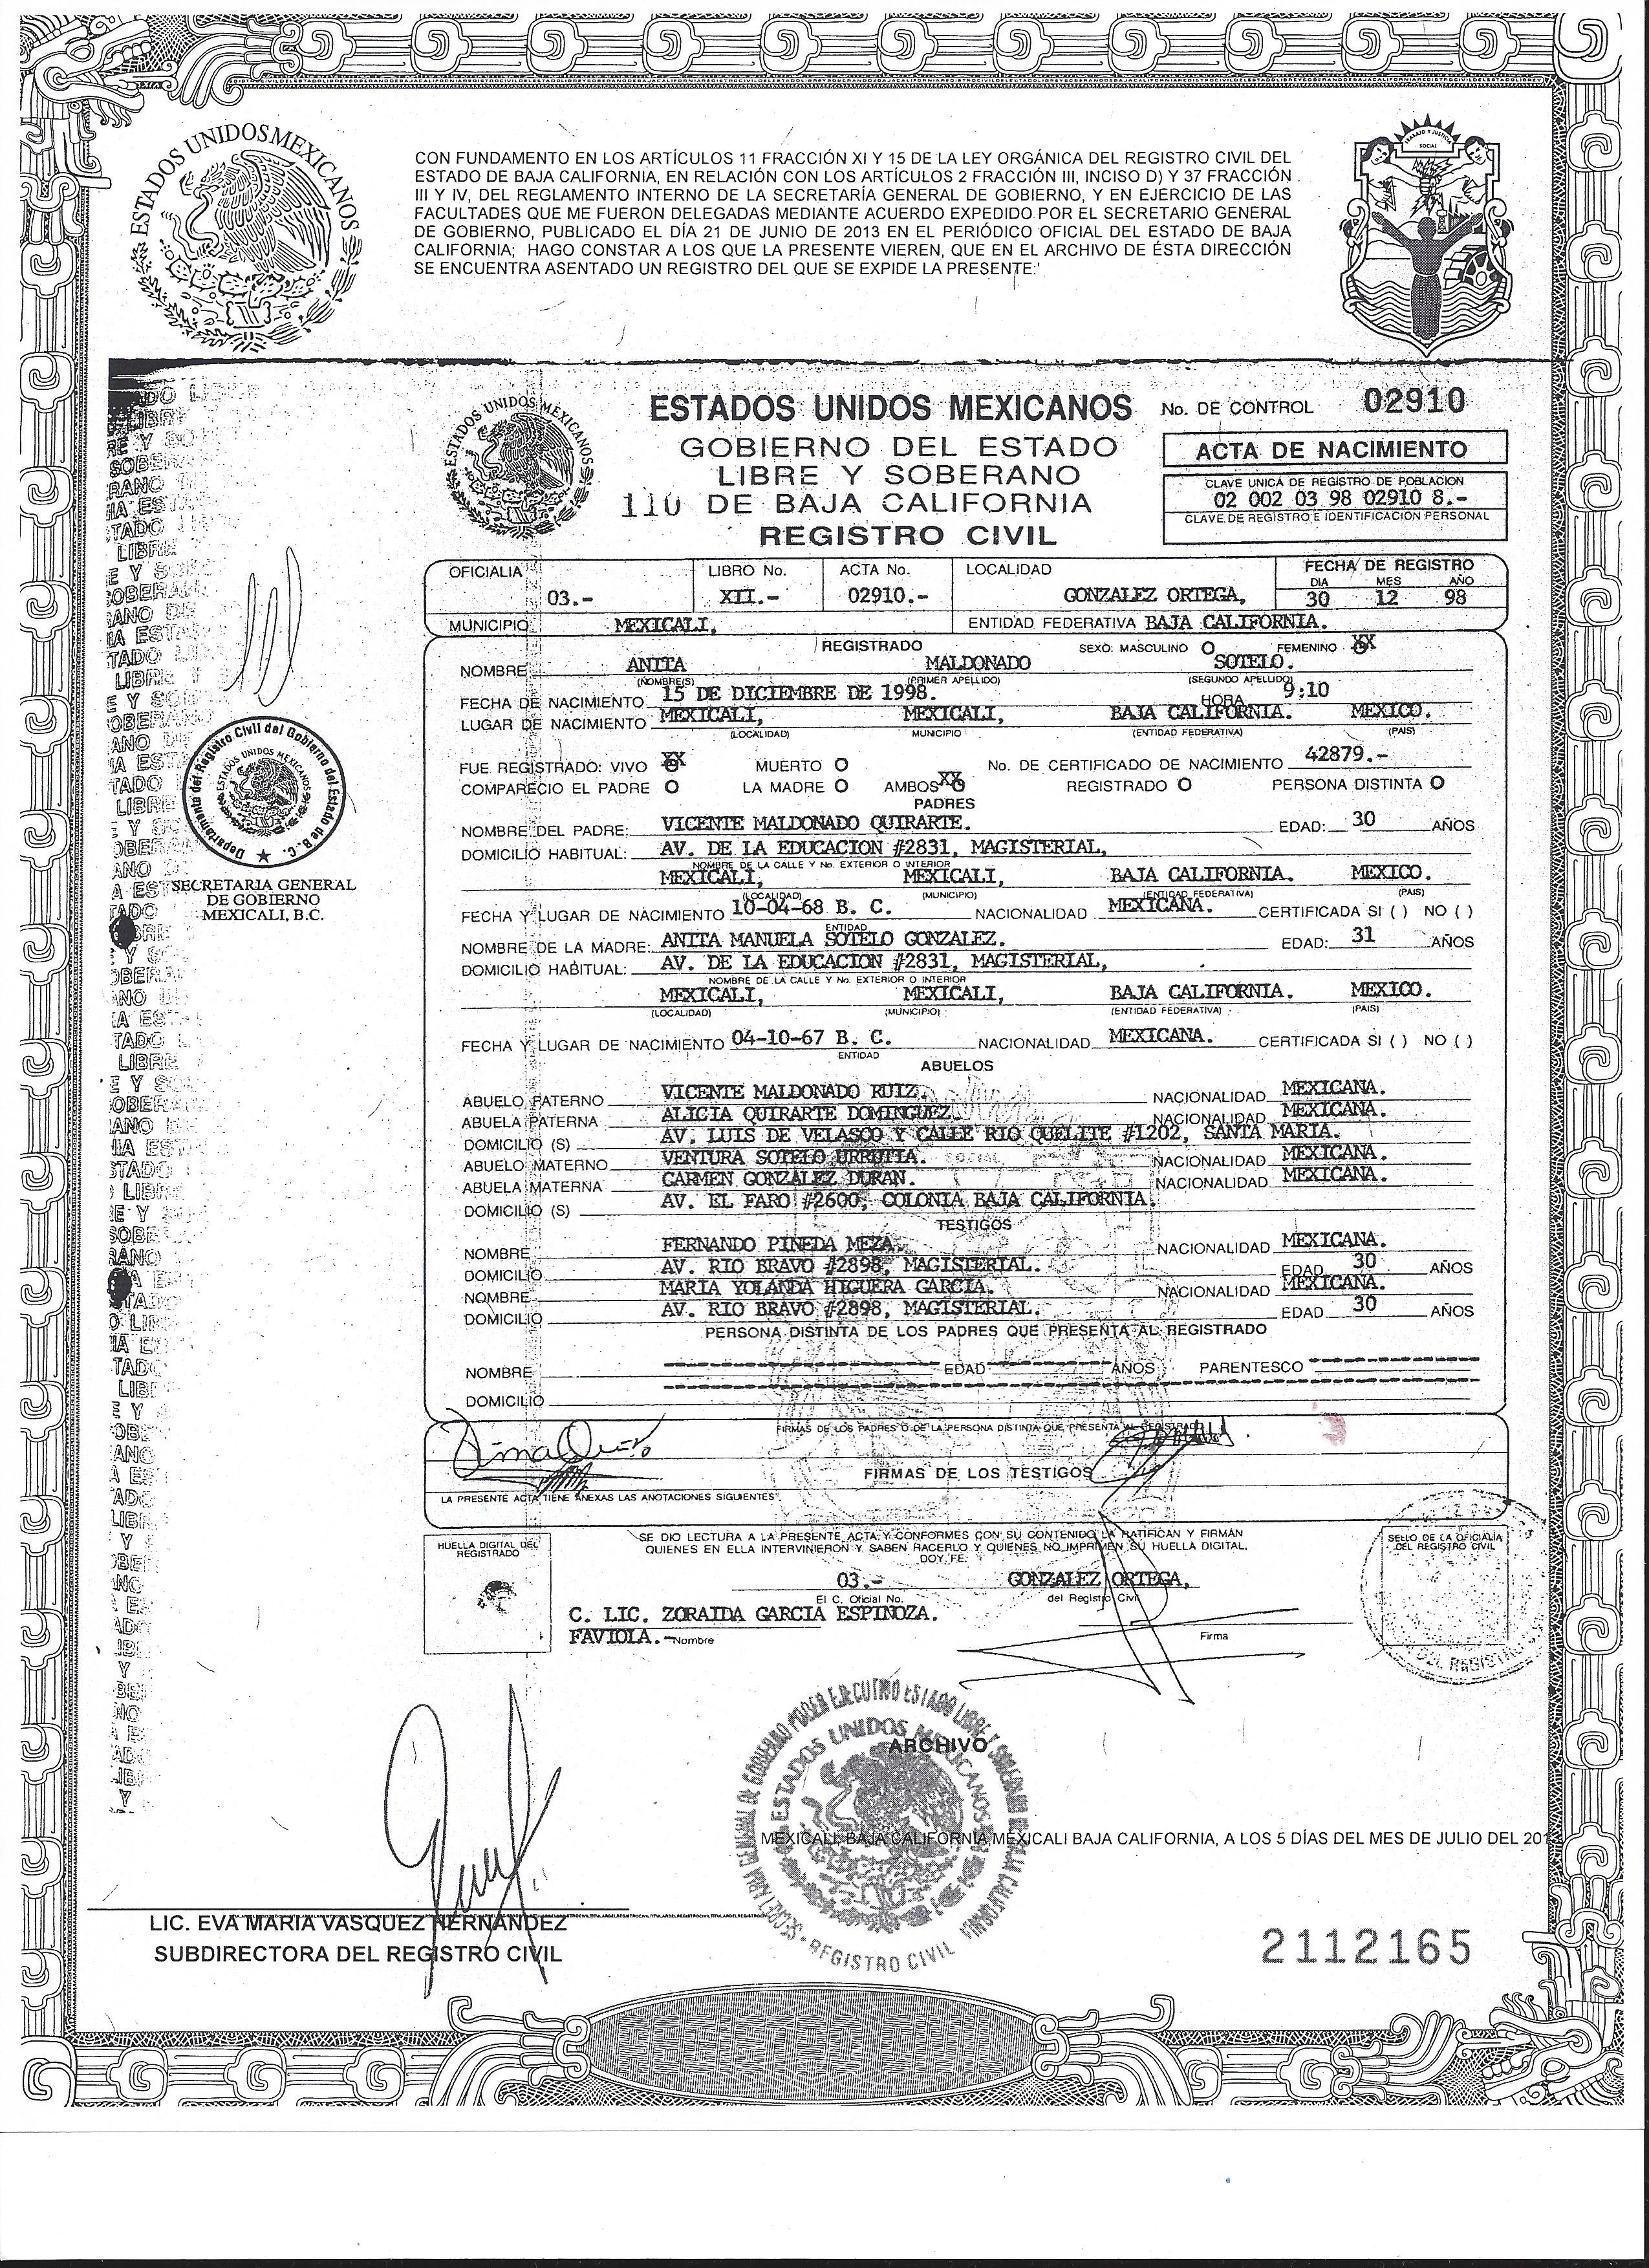 ESTADOS UNIDOS MEXICANOS
CON FUNDAMENTO EN LOS ARTÍCULOS 11 FRACCIÓN XI Y 15 DE LA LEY ORGÁNICA DEL REGISTRO CIVIL DEL
ESTADO DE BAJA CALIFORNIA, EN RELACIÓN CON LOS ARTÍCULOS 2 FRACCIÓN III, INCISO D) Y 37 FRACCIÓN
III Y IV, DEL REGLAMENTO INTERNO DE LA SECRETARÍA GENERAL DE GOBIERNO, Y EN EJERCICIO DE LAS
FACULTADES QUE ME FUERON DELEGADAS MEDIANTE ACUERDO EXPEDIDO POR EL SECRETARIO GENERAL
DE GOBIERNO, PUBLICADO EL DÍA 21 DE JUNIO DE 2013 EN EL PERIÓDICO OFICIAL DEL ESTADO DE BAJA
CALIFORNIA; HAGO CONSTAR A LOS QUE LA PRESENTE VIEREN, QUE EN EL ARCHIVO DE ÉSTA DIRECCIÓN
SE ENCUENTRA ASENTADO UN REGISTRO DEL QUE SE EXPIDE LA PRESENTE:
TRABAJO Y JUSTICIA SOCIAL
ESTADOS UNIDOS MEXICANOS
ESTADOS UNIDOS MEXICANOS No. DE CONTROL 02910
GOBIERNO DEL ESTADO
LIBRE Y SOBERANO
110 DE BAJA CALIFORNIA
REGISTRO CIVIL
ACTA DE NACIMIENTO
CLAVE UNICA DE REGISTRO DE POBLACION
02 002 03 98 02910 8.-
CLAVE DE REGISTRO E IDENTIFICACION PERSONAL
OFICIALIA 03.- LIBRO No. XII.- ACTA No. 02910.- LOCALIDAD GONZALEZ ORTEGA, FECHA DE REGISTRO
DIA MES AÑO
30 12 98
MUNICIPIO MEXICALI, ENTIDAD FEDERATIVA BAJA CALIFORNIA.
REGISTRADO SEXO: MASCULINO O FEMENINO XX
NOMBRE ANITA MALDONADO SOTELO.
(NOMBRE(S) (PRIMER APELLIDO) (SEGUNDO APELLIDO)
FECHA DE NACIMIENTO 15 DE DICIEMBRE DE 1998. HORA 9:10
LUGAR DE NACIMIENTO MEXICALI, MEXICALI, BAJA CALIFORNIA. MEXICO.
(LOCALIDAD) MUNICIPIO (ENTIDAD FEDERATIVA) (PAIS)
FUE REGISTRADO: VIVO XX MUERTO O No. DE CERTIFICADO DE NACIMIENTO 42879.-
COMPARECIO EL PADRE O LA MADRE O AMBOS XX REGISTRADO O PERSONA DISTINTA O
PADRES
NOMBRE DEL PADRE: VICENTE MALDONADO QUIRARTE. EDAD: 30 AÑOS
DOMICILIO HABITUAL: AV. DE LA EDUCACION #2831, MAGISTERIAL,
NOMBRE DE LA CALLE Y No. EXTERIOR O INTERIOR
MEXICALI, MEXICALI, BAJA CALIFORNIA. MEXICO.
(LOCALIDAD) (MUNICIPIO) (ENTIDAD FEDERATIVA) (PAIS)
FECHA Y LUGAR DE NACIMIENTO 10-04-68 B. C. NACIONALIDAD MEXICANA. CERTIFICADA SI ( ) NO ( )
ENTIDAD
NOMBRE DE LA MADRE: ANITA MANUELA SOTELO GONZALEZ. EDAD: 31 AÑOS
DOMICILIO HABITUAL: AV. DE LA EDUCACION #2831, MAGISTERIAL,
NOMBRE DE LA CALLE Y No. EXTERIOR O INTERIOR
MEXICALI, MEXICALI, BAJA CALIFORNIA. MEXICO.
(LOCALIDAD) (MUNICIPIO) (ENTIDAD FEDERATIVA) (PAIS)
FECHA Y LUGAR DE NACIMIENTO 04-10-67 B. C. NACIONALIDAD MEXICANA. CERTIFICADA SI ( ) NO ( )
ENTIDAD
ABUELOS
ABUELO PATERNO VICENTE MALDONADO RUIZ. NACIONALIDAD MEXICANA.
ABUELA PATERNA ALICIA QUIRARTE DOMINGUEZ. NACIONALIDAD MEXICANA.
DOMICILIO (S) AV. LUIS DE VELASCO Y CALLE RIO QUELITE #1202, SANTA MARIA.
ABUELO MATERNO VENTURA SOTELO URRUTIA. NACIONALIDAD MEXICANA.
ABUELA MATERNA CARMEN GONZALEZ DURAN. NACIONALIDAD MEXICANA.
DOMICILIO (S) AV. EL FARO #2600, COLONIA BAJA CALIFORNIA.
TESTIGOS
NOMBRE FERNANDO PINEDA MEZA. NACIONALIDAD MEXICANA.
DOMICILIO AV. RIO BRAVO #2898, MAGISTERIAL. EDAD 30 AÑOS
NOMBRE MARIA YOLANDA HIGUERA GARCIA. NACIONALIDAD MEXICANA.
DOMICILIO AV. RIO BRAVO #2898, MAGISTERIAL. EDAD 30 AÑOS
PERSONA DISTINTA DE LOS PADRES QUE PRESENTA AL REGISTRADO
NOMBRE EDAD AÑOS PARENTESCO
DOMICILIO
FIRMAS DE LOS PADRES O DE LA PERSONA DISTINTA QUE PRESENTA AL REGISTRADO
FIRMAS DE LOS TESTIGOS
LA PRESENTE ACTA TIENE ANEXAS LAS ANOTACIONES SIGUIENTES
HUELLA DIGITAL DEL
REGISTRADO
SE DIO LECTURA A LA PRESENTE ACTA Y CONFORMES CON SU CONTENIDO LA RATIFICAN Y FIRMAN
QUIENES EN ELLA INTERVINIERON Y SABEN HACERLO Y QUIENES NO IMPRIMEN SU HUELLA DIGITAL.
DOY FE.
SELLO DE LA OFICIALIA
DEL REGISTRO CIVIL
03.- GONZALEZ ORTEGA,
El C. Oficial No. del Registro Civil
C. LIC. ZORAIDA GARCIA ESPINOZA.
FAVIOLA.- Nombre Firma
Departamento del Registro Civil del Gobierno del Estado de B. C.
ESTADOS UNIDOS MEXICANOS
SECRETARIA GENERAL
DE GOBIERNO
MEXICALI, B.C.
SECRETARIA GENERAL DE GOBIERNO PODER EJECUTIVO ESTADO LIBRE Y SOBERANO DE BAJA CALIFORNIA
ESTADOS UNIDOS MEXICANOS
REGISTRO CIVIL
ARCHIVO
MEXICALI, BAJA CALIFORNIA,MEXICALI BAJA CALIFORNIA, A LOS 5 DÍAS DEL MES DE JULIO DEL 201
LIC. EVA MARIA VASQUEZ HERNANDEZ
SUBDIRECTORA DEL REGISTRO CIVIL
2112165